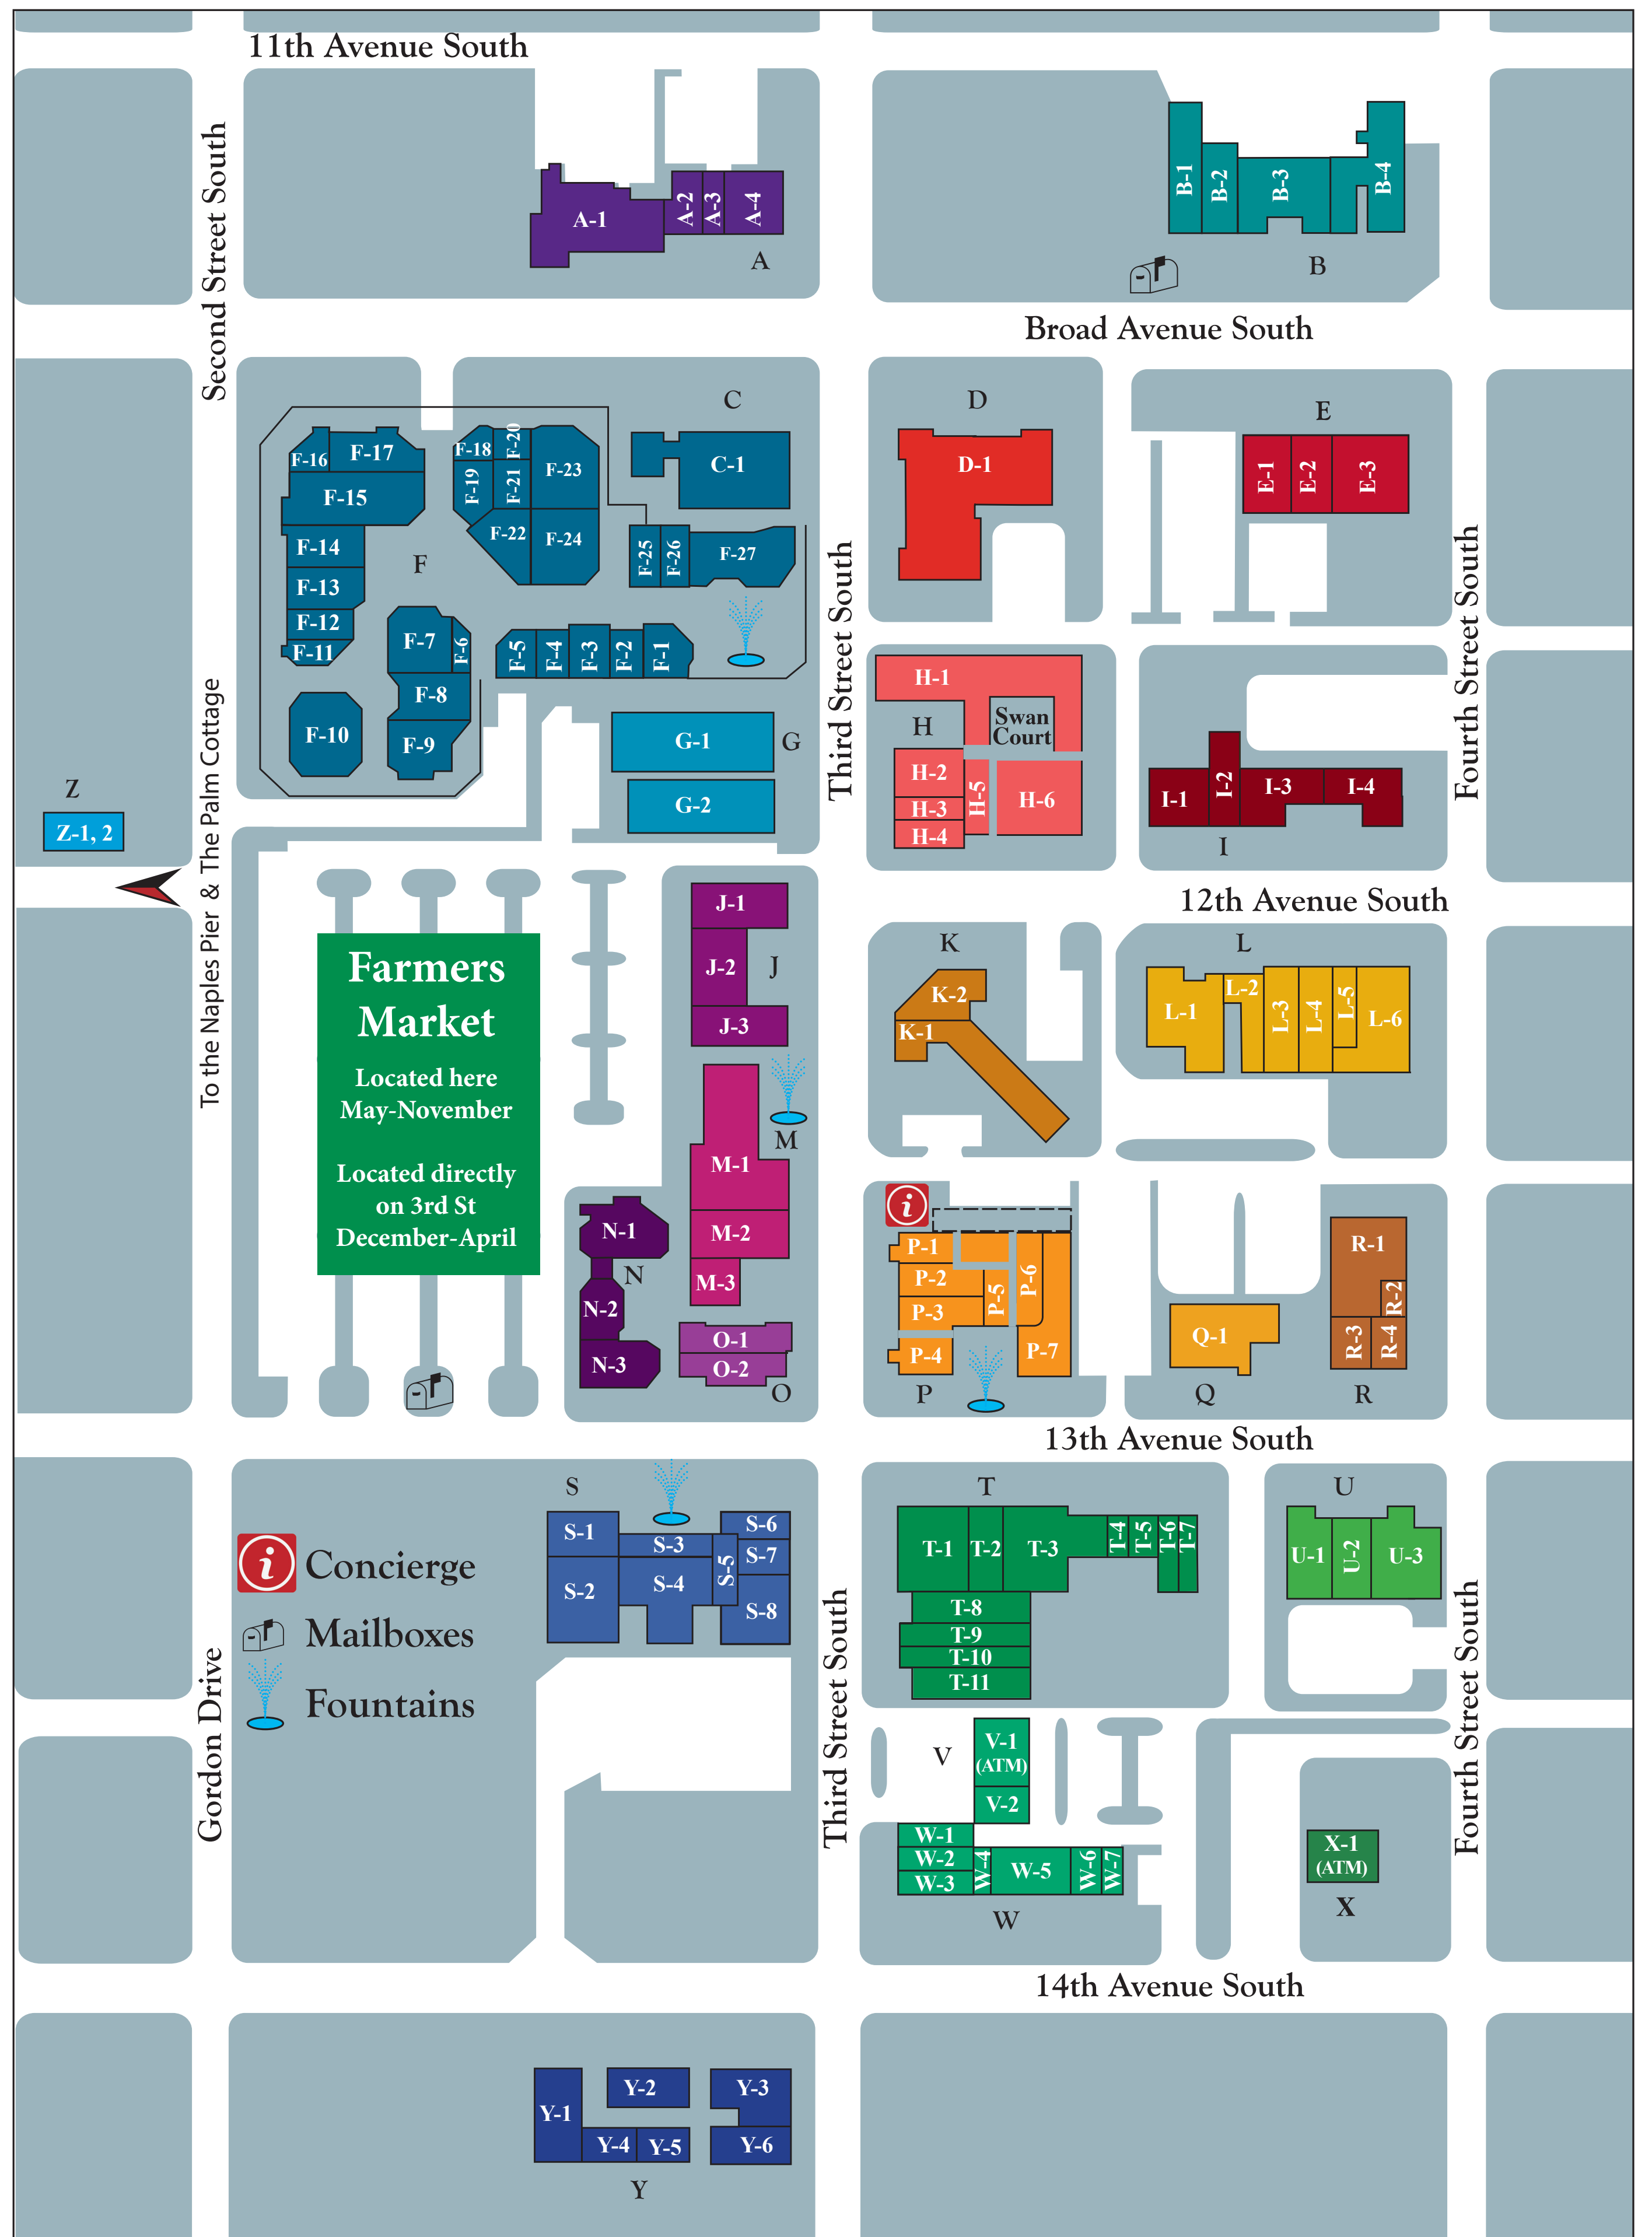 11th Avenue South
Second Street South
A-1
A-2
A-3
A-4
A
B-1
B-2
B-3
B-4
B
Broad Avenue South
C
C-1
D
D-1
E
E-1
E-2
E-3
F-16
F-17
F-15
F-14
F-13
F-12
F-11
F-10
F
F-18
F-20
F-19
F-21
F-23
F-22
F-24
F-25
F-26
F-27
F-7
F-6
F-8
F-9
F-5
F-4
F-3
F-2
F-1
Third Street South
Fourth Street South
G-1
G
G-2
H-1
H
Swan
Court
H-2
H-3
H-4
H-5
H-6
I-1
I-2
I-3
I-4
I
Z
Z-1, 2
To the Naples Pier & The Palm Cottage
12th Avenue South
Farmers
Market
Located here
May-November
Located directly
on 3rd St
December-April
J-1
J-2
J
J-3
K
K-2
K-1
L
L-1
L-2
L-3
L-4
L-5
L-6
M
M-1
M-2
M-3
N-1
N
N-2
N-3
O-1
O-2
O
i
P-1
P-2
P-3
P-4
P-5
P-6
P-7
P
Q-1
Q
R-1
R-2
R-3
R-4
R
13th Avenue South
S
S-1
S-2
S-3
S-4
S-5
S-6
S-7
S-8
T
T-1
T-2
T-3
T-4
T-5
T-6
T-7
T-8
T-9
T-10
T-11
U
U-1
U-2
U-3
i Concierge
Mailboxes
Fountains
Gordon Drive
Third Street South
Fourth Street South
V
V-1
(ATM)
V-2
W-1
W-2
W-3
W-4
W-5
W-6
W-7
W
X-1
(ATM)
X
14th Avenue South
Y-1
Y-2
Y-3
Y-4
Y-5
Y-6
Y